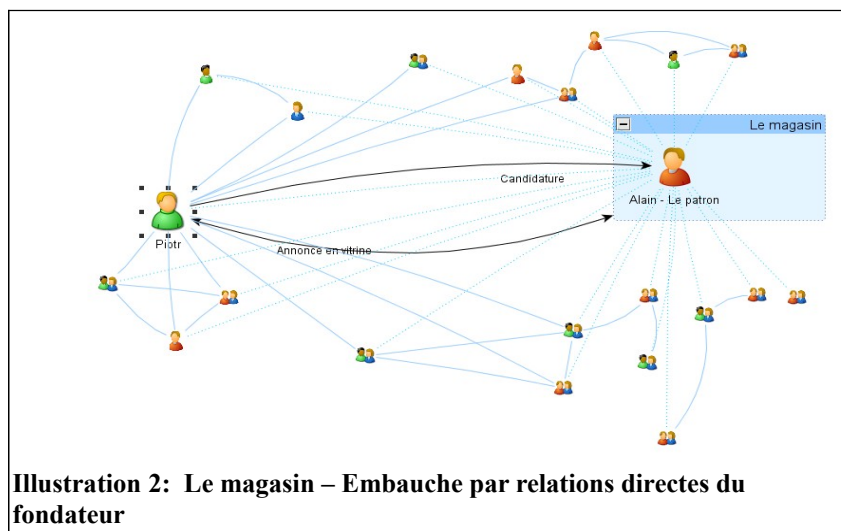 Le magasin
Candidature
Alain - Le patron
Piotr
Annonce en vitrine
Illustration 2: Le magasin – Embauche par relations directes du
fondateur